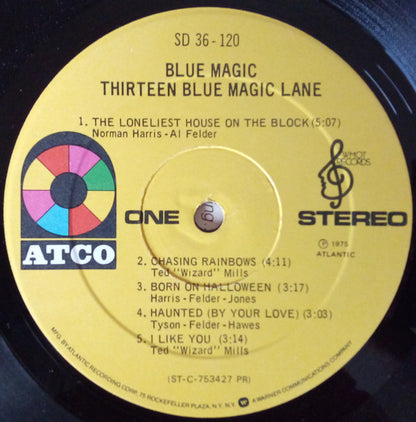 SD 36-120
BLUE MAGIC
THIRTEEN BLUE MAGIC LANE
1. THE LONELIEST HOUSE ON THE BLOCK (5:07)
Norman Harris-Al Felder
WMOT
RECORDS
ATCO
ONE
STEREO
℗ 1975
ATLANTIC
2. CHASING RAINBOWS (4:11)
Ted "Wizard" Mills
3. BORN ON HALLOWEEN (3:17)
Harris-Felder-Jones
4. HAUNTED (BY YOUR LOVE) (3:03)
Tyson-Felder-Hawes
5. I LIKE YOU (3:14)
Ted "Wizard" Mills
(ST-C-753427 PR)
MFG. BY ATLANTIC RECORDING CORP. 75 ROCKEFELLER PLAZA, N.Y., N.Y. A WARNER COMMUNICATIONS COMPANY